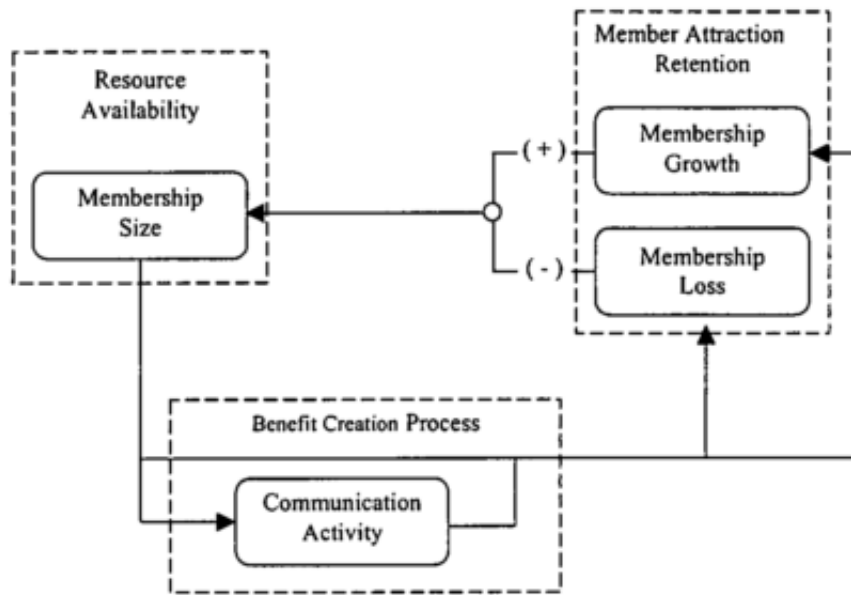 Resource
Availability
Membership
Size
Member Attraction
Retention
(+)
Membership
Growth
(-)
Membership
Loss
Benefit Creation Process
Communication
Activity